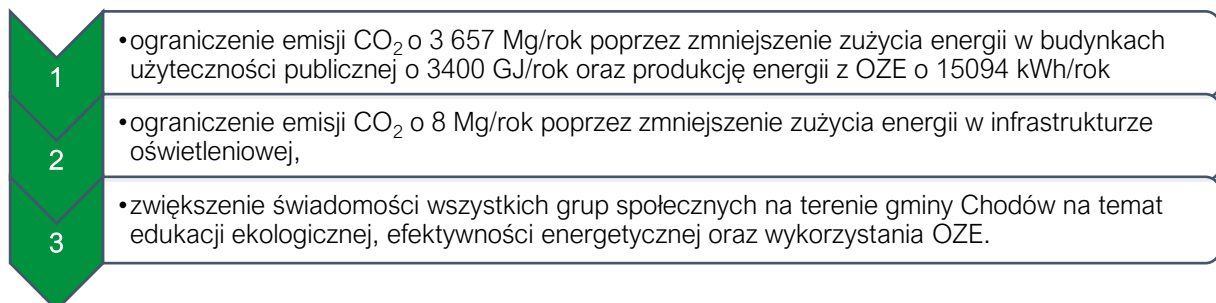 1
•ograniczenie emisji CO₂ o 3 657 Mg/rok poprzez zmniejszenie zużycia energii w budynkach
użyteczności publicznej o 3400 GJ/rok oraz produkcję energii z OZE o 15094 kWh/rok
2
•ograniczenie emisji CO₂ o 8 Mg/rok poprzez zmniejszenie zużycia energii w infrastrukturze
oświetleniowej,
3
•zwiększenie świadomości wszystkich grup społecznych na terenie gminy Chodów na temat
edukacji ekologicznej, efektywności energetycznej oraz wykorzystania OZE.